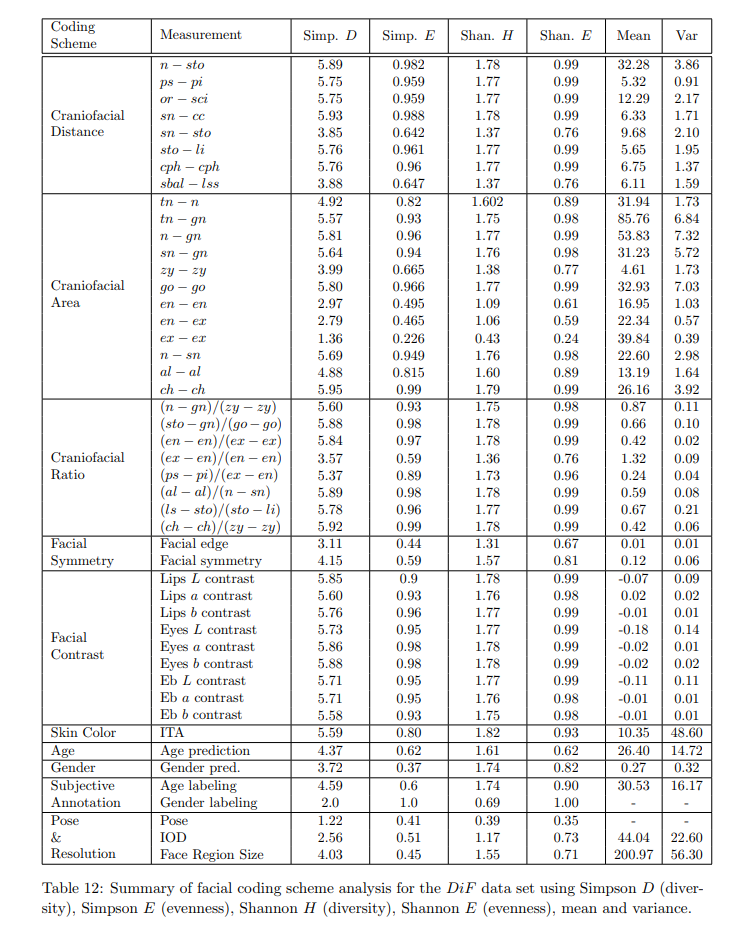 Coding Scheme Measurement Simp. D Simp. E Shan. H Shan. E Mean Var
Craniofacial Distance
n − sto 5.89 0.982 1.78 0.99 32.28 3.86
ps − pi 5.75 0.959 1.77 0.99 5.32 0.91
or − sci 5.75 0.959 1.77 0.99 12.29 2.17
sn − cc 5.93 0.988 1.78 0.99 6.33 1.71
sn − sto 3.85 0.642 1.37 0.76 9.68 2.10
sto − li 5.76 0.961 1.77 0.99 5.65 1.95
cph − cph 5.76 0.96 1.77 0.99 6.75 1.37
sbal − lss 3.88 0.647 1.37 0.76 6.11 1.59
Craniofacial Area
tn − n 4.92 0.82 1.602 0.89 31.94 1.73
tn − gn 5.57 0.93 1.75 0.98 85.76 6.84
n − gn 5.81 0.96 1.77 0.99 53.83 7.32
sn − gn 5.64 0.94 1.76 0.98 31.23 5.72
zy − zy 3.99 0.665 1.38 0.77 4.61 1.73
go − go 5.80 0.966 1.77 0.99 32.93 7.03
en − en 2.97 0.495 1.09 0.61 16.95 1.03
en − ex 2.79 0.465 1.06 0.59 22.34 0.57
ex − ex 1.36 0.226 0.43 0.24 39.84 0.39
n − sn 5.69 0.949 1.76 0.98 22.60 2.98
al − al 4.88 0.815 1.60 0.89 13.19 1.64
ch − ch 5.95 0.99 1.79 0.99 26.16 3.92
Craniofacial Ratio
(n − gn)/(zy − zy) 5.60 0.93 1.75 0.98 0.87 0.11
(sto − gn)/(go − go) 5.88 0.98 1.78 0.99 0.66 0.10
(en − en)/(ex − ex) 5.84 0.97 1.78 0.99 0.42 0.02
(ex − en)/(en − en) 3.57 0.59 1.36 0.76 1.32 0.09
(ps − pi)/(ex − en) 5.37 0.89 1.73 0.96 0.24 0.04
(al − al)/(n − sn) 5.89 0.98 1.78 0.99 0.59 0.08
(ls − sto)/(sto − li) 5.78 0.96 1.77 0.99 0.67 0.21
(ch − ch)/(zy − zy) 5.92 0.99 1.78 0.99 0.42 0.06
Facial Symmetry
Facial edge 3.11 0.44 1.31 0.67 0.01 0.01
Facial symmetry 4.15 0.59 1.57 0.81 0.12 0.06
Facial Contrast
Lips L contrast 5.85 0.9 1.78 0.99 -0.07 0.09
Lips a contrast 5.60 0.93 1.76 0.98 0.02 0.02
Lips b contrast 5.76 0.96 1.77 0.99 -0.01 0.01
Eyes L contrast 5.73 0.95 1.77 0.99 -0.18 0.14
Eyes a contrast 5.86 0.98 1.78 0.99 -0.02 0.01
Eyes b contrast 5.88 0.98 1.78 0.99 -0.02 0.02
Eb L contrast 5.71 0.95 1.77 0.99 -0.11 0.11
Eb a contrast 5.71 0.95 1.76 0.98 -0.01 0.01
Eb b contrast 5.58 0.93 1.75 0.98 -0.01 0.01
Skin Color ITA 5.59 0.80 1.82 0.93 10.35 48.60
Age Age prediction 4.37 0.62 1.61 0.62 26.40 14.72
Gender Gender pred. 3.72 0.37 1.74 0.82 0.27 0.32
Subjective Annotation
Age labeling 4.59 0.6 1.74 0.90 30.53 16.17
Gender labeling 2.0 1.0 0.69 1.00 - -
Pose & Resolution
Pose 1.22 0.41 0.39 0.35 - -
IOD 2.56 0.51 1.17 0.73 44.04 22.60
Face Region Size 4.03 0.45 1.55 0.71 200.97 56.30
Table 12: Summary of facial coding scheme analysis for the DiF data set using Simpson D (diver-
sity), Simpson E (evenness), Shannon H (diversity), Shannon E (evenness), mean and variance.